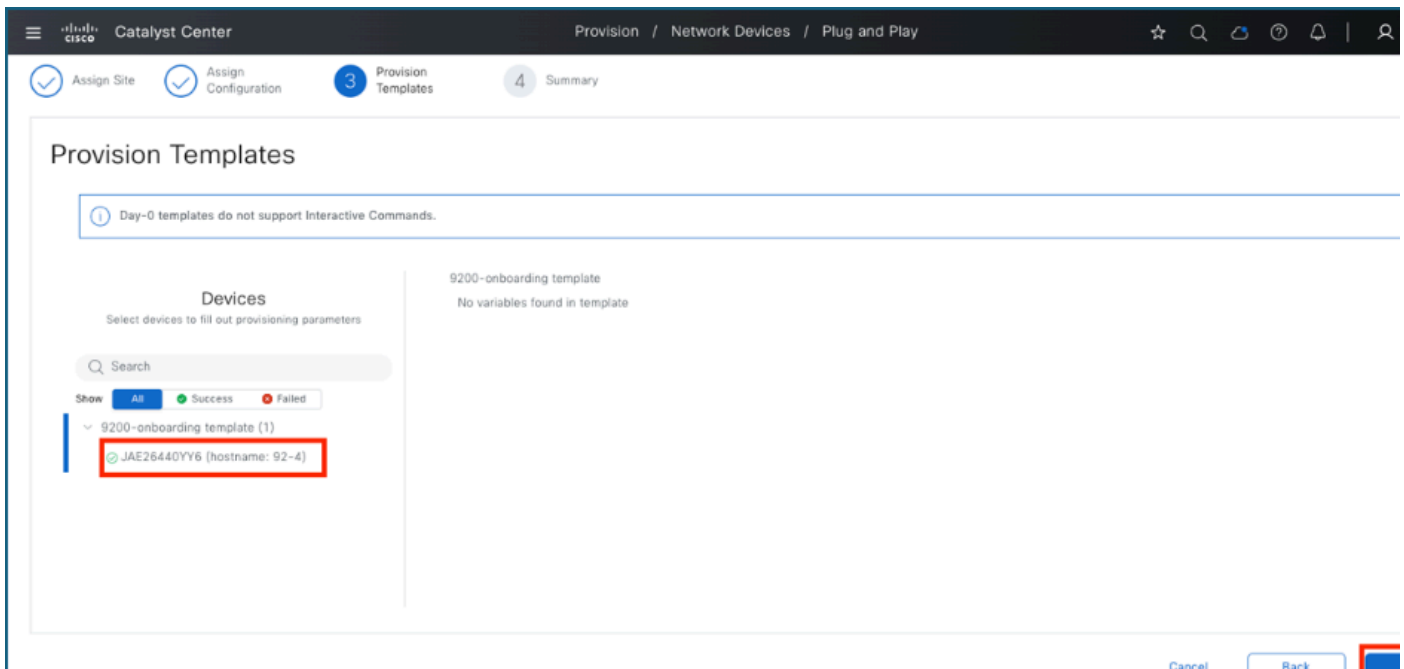 cisco Catalyst Center Provision / Network Devices / Plug and Play
Assign Site
Assign
Configuration
3 Provision
Templates
4 Summary
Provision Templates
Day-0 templates do not support Interactive Commands.
Devices
Select devices to fill out provisioning parameters
Search
Show All Success Failed
9200-onboarding template (1)
JAE26440YY6 (hostname: 92-4)
9200-onboarding template
No variables found in template
Cancel Back